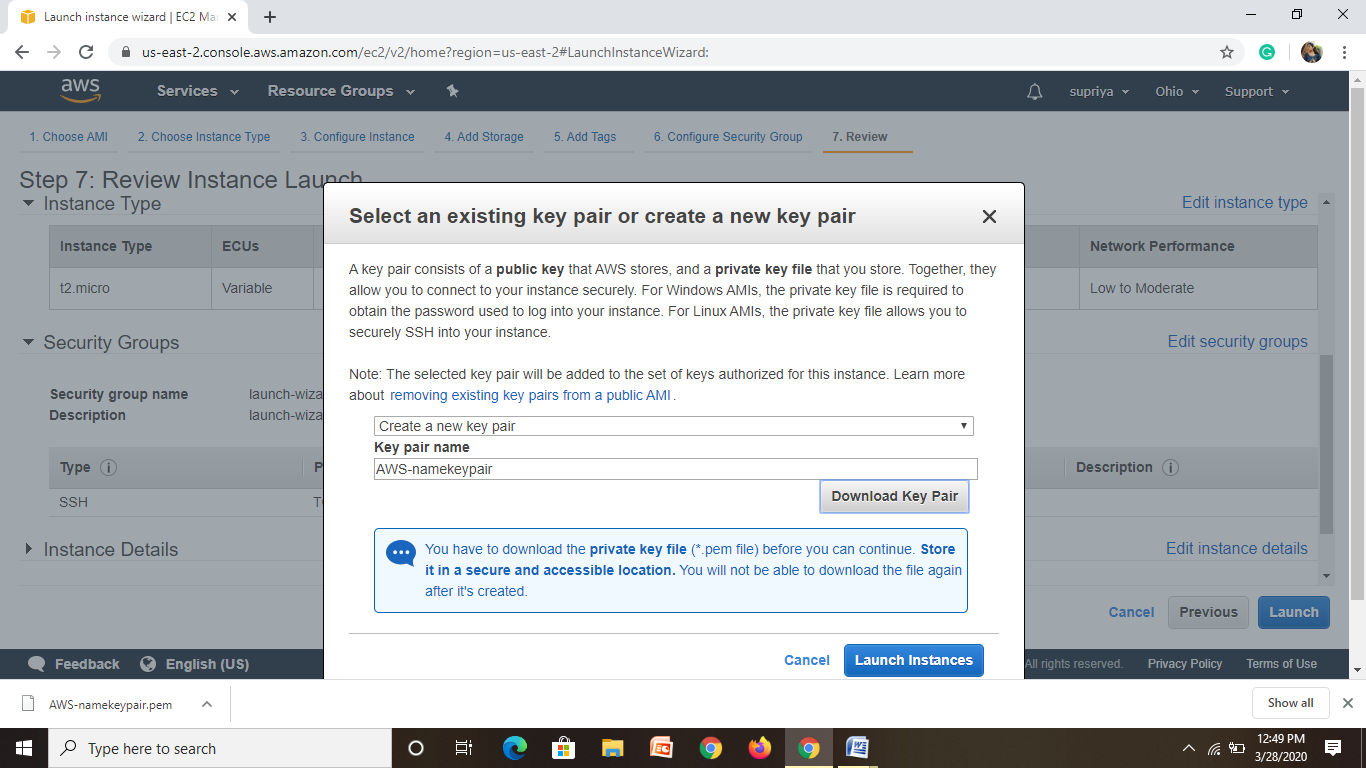 Launch instance wizard | EC2 Ma
us-east-2.console.aws.amazon.com/ec2/v2/home?region=us-east-2#LaunchInstanceWizard:
aws Services Resource Groups supriya Ohio Support
1. Choose AMI 2. Choose Instance Type 3. Configure Instance 4. Add Storage 5. Add Tags 6. Configure Security Group 7. Review
Step 7: Review Instance Launch
Instance Type Edit instance type
Instance Type ECUs Network Performance
t2.micro Variable Low to Moderate
Security Groups Edit security groups
Security group name launch-wiza
Description launch-wiza
Type P Description
SSH
Instance Details Edit instance details
Cancel Previous Launch
Select an existing key pair or create a new key pair
A key pair consists of a public key that AWS stores, and a private key file that you store. Together, they
allow you to connect to your instance securely. For Windows AMIs, the private key file is required to
obtain the password used to log into your instance. For Linux AMIs, the private key file allows you to
securely SSH into your instance.
Note: The selected key pair will be added to the set of keys authorized for this instance. Learn more
about removing existing key pairs from a public AMI .
Create a new key pair
Key pair name
AWS-namekeypair
Download Key Pair
You have to download the private key file (*.pem file) before you can continue. Store
it in a secure and accessible location. You will not be able to download the file again
after it's created.
Cancel Launch Instances
Feedback English (US) All rights reserved. Privacy Policy Terms of Use
AWS-namekeypair.pem Show all
Type here to search
12:49 PM
3/28/2020